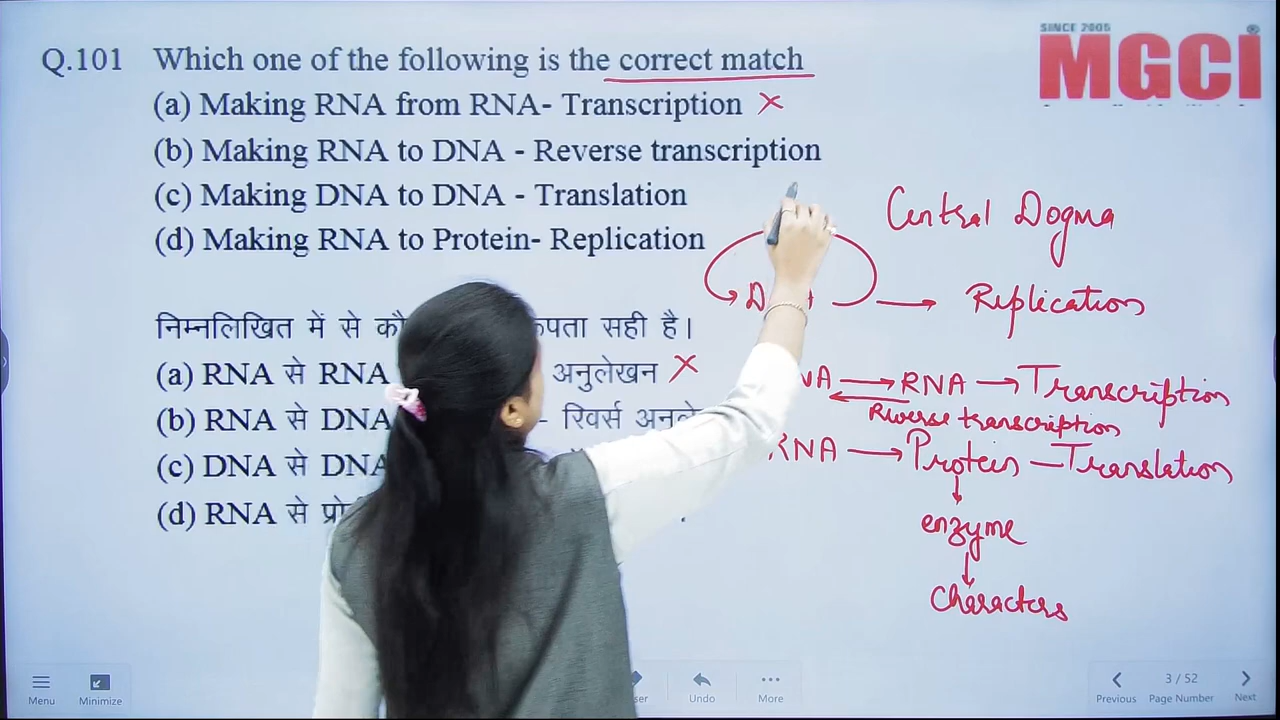 SINCE 2005
MGCI
Q.101 Which one of the following is the correct match
(a) Making RNA from RNA- Transcription ×
(b) Making RNA to DNA - Reverse transcription
(c) Making DNA to DNA - Translation
(d) Making RNA to Protein- Replication
Central Dogma
Replication
RNA → Transcription
Reverse transcription
RNA → Protein — Translation
↓
enzyme
↓
Characters
निम्नलिखित में से सही है।
(a) RNA से RNA अनुलेखन ×
(b) RNA से DNA - रिवर्स
(c) DNA से DNA
(d) RNA से
Menu
Minimize
Undo
More
Previous
3 / 52
Page Number
Next